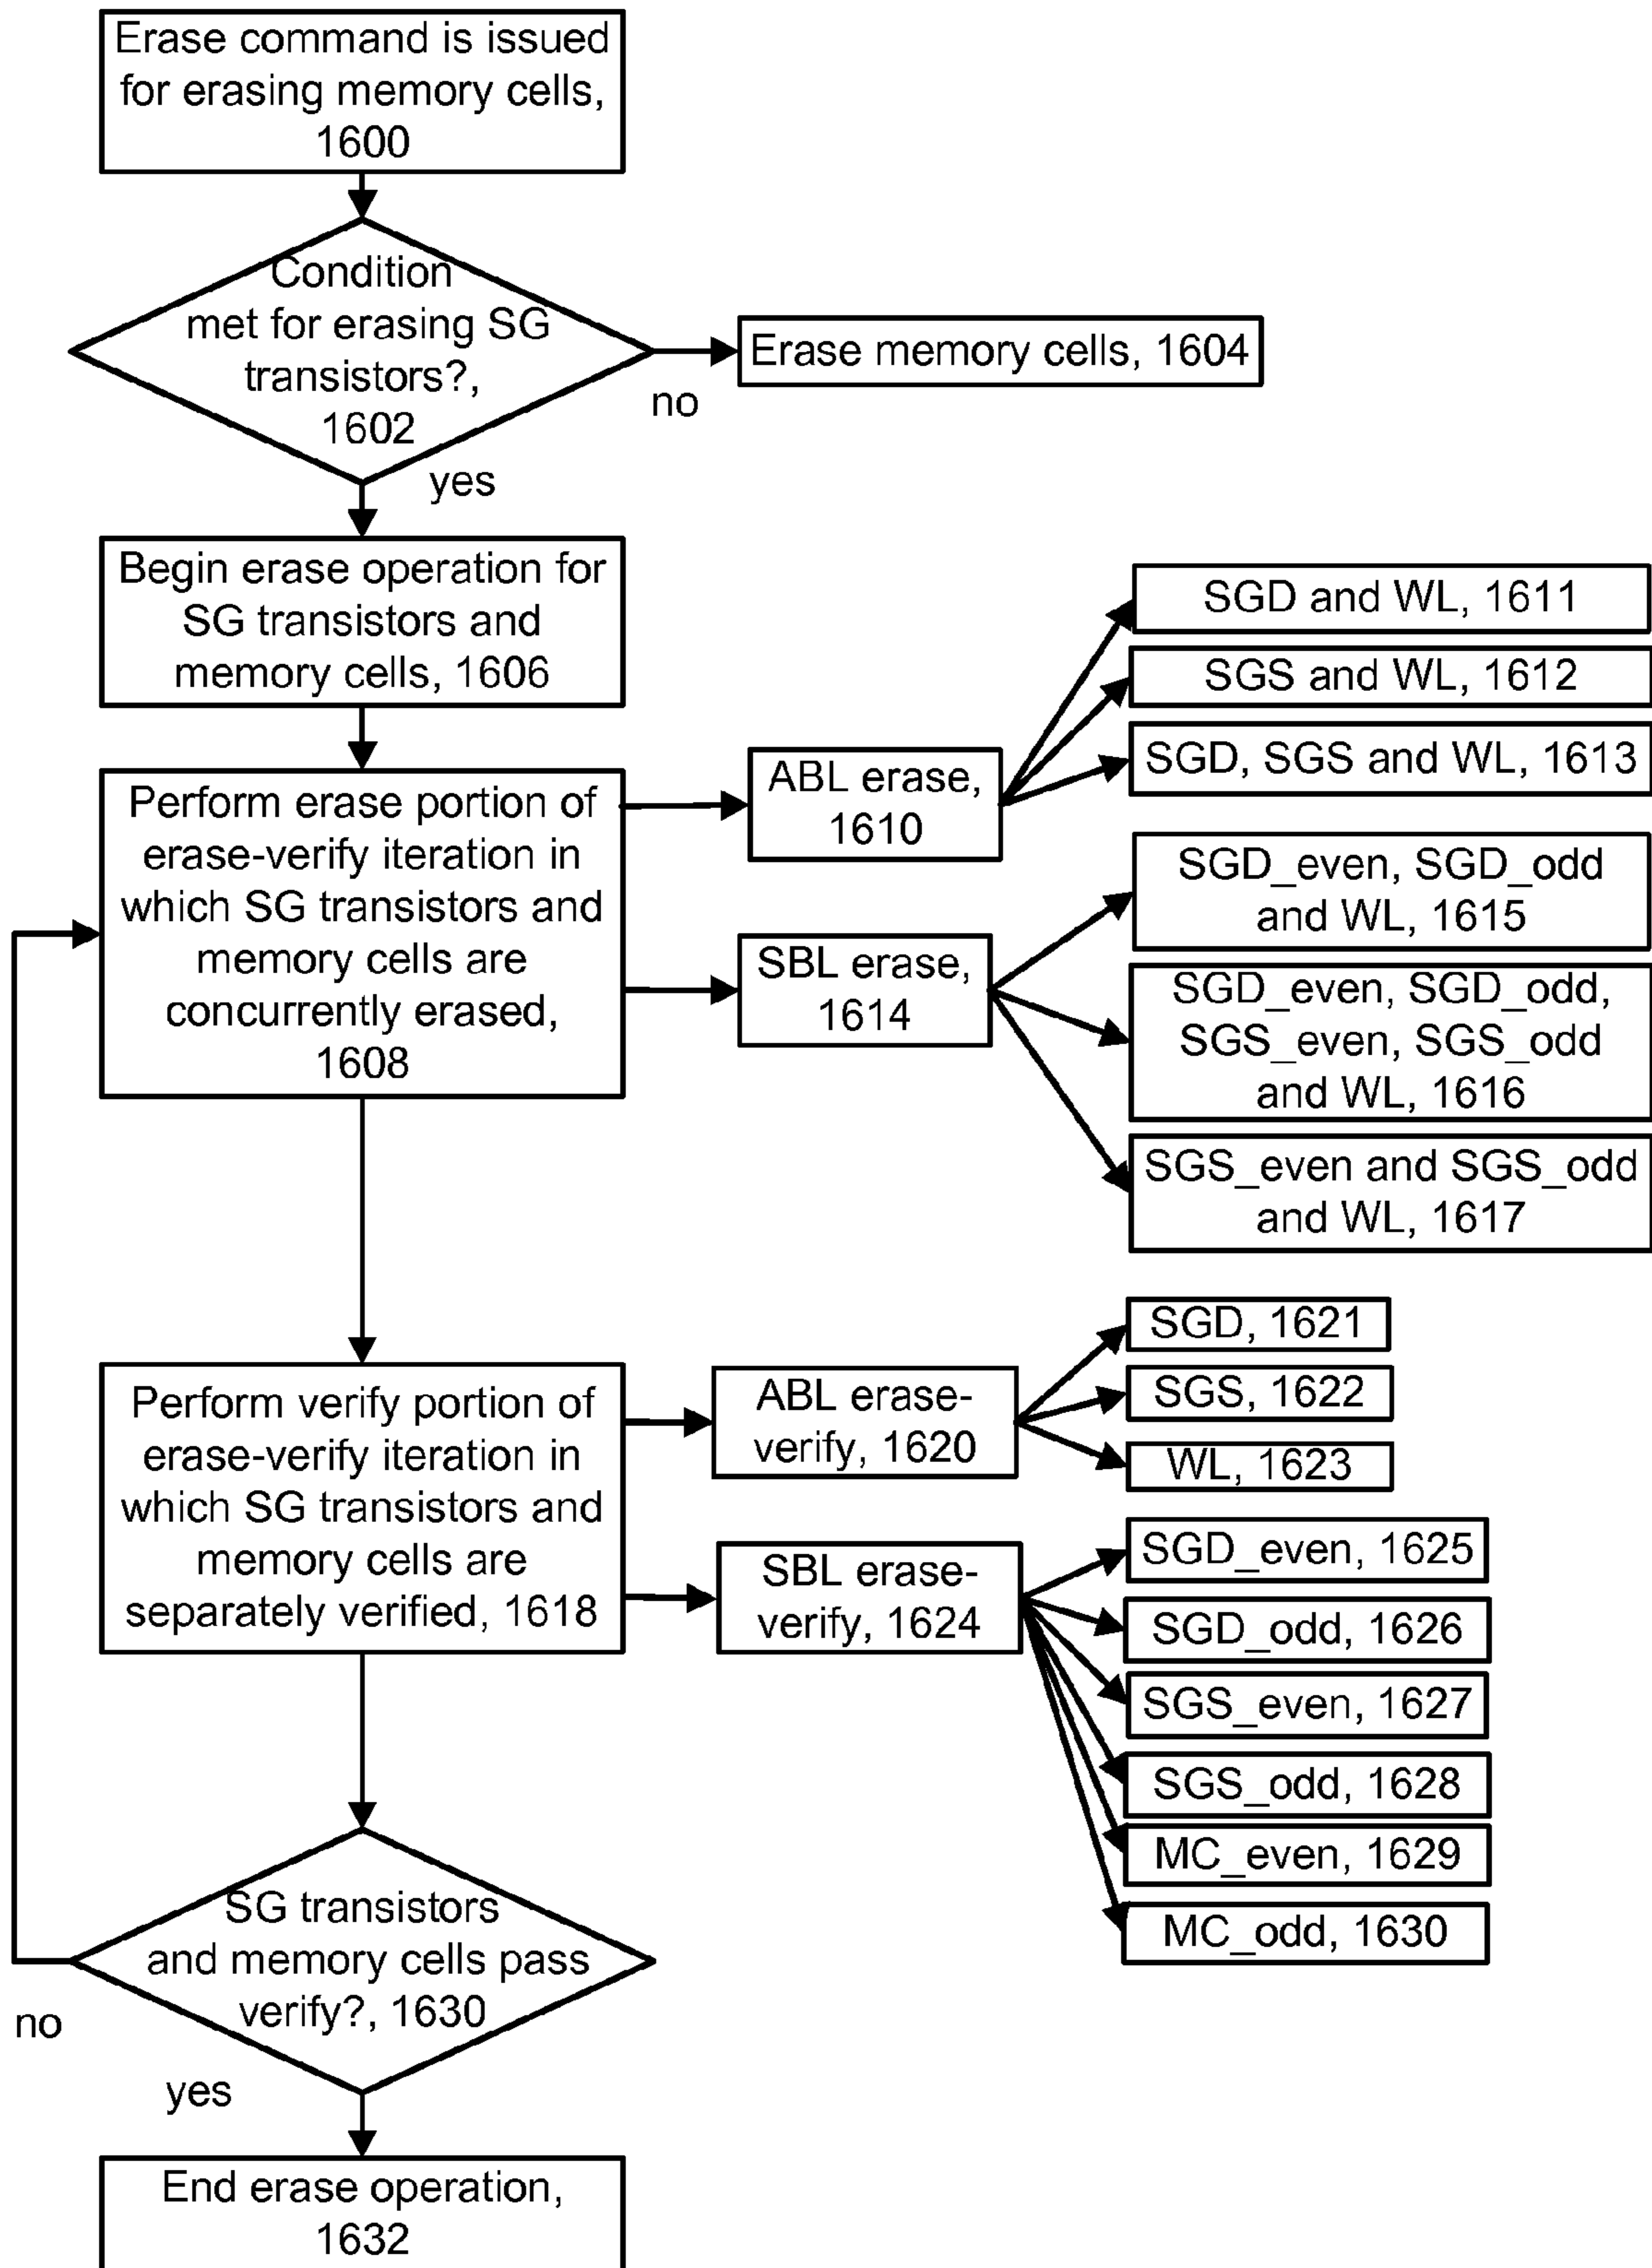 Erase command is issued
for erasing memory cells,
1600
Condition
met for erasing SG
transistors?,
1602
no
Erase memory cells, 1604
yes
Begin erase operation for
SG transistors and
memory cells, 1606
Perform erase portion of
erase-verify iteration in
which SG transistors and
memory cells are
concurrently erased,
1608
ABL erase,
1610
SGD and WL, 1611
SGS and WL, 1612
SGD, SGS and WL, 1613
SBL erase,
1614
SGD_even, SGD_odd
and WL, 1615
SGD_even, SGD_odd,
SGS_even, SGS_odd
and WL, 1616
SGS_even and SGS_odd
and WL, 1617
Perform verify portion of
erase-verify iteration in
which SG transistors and
memory cells are
separately verified, 1618
ABL erase-
verify, 1620
SGD, 1621
SGS, 1622
WL, 1623
SBL erase-
verify, 1624
SGD_even, 1625
SGD_odd, 1626
SGS_even, 1627
SGS_odd, 1628
MC_even, 1629
MC_odd, 1630
SG transistors
and memory cells pass
verify?, 1630
no
yes
End erase operation,
1632